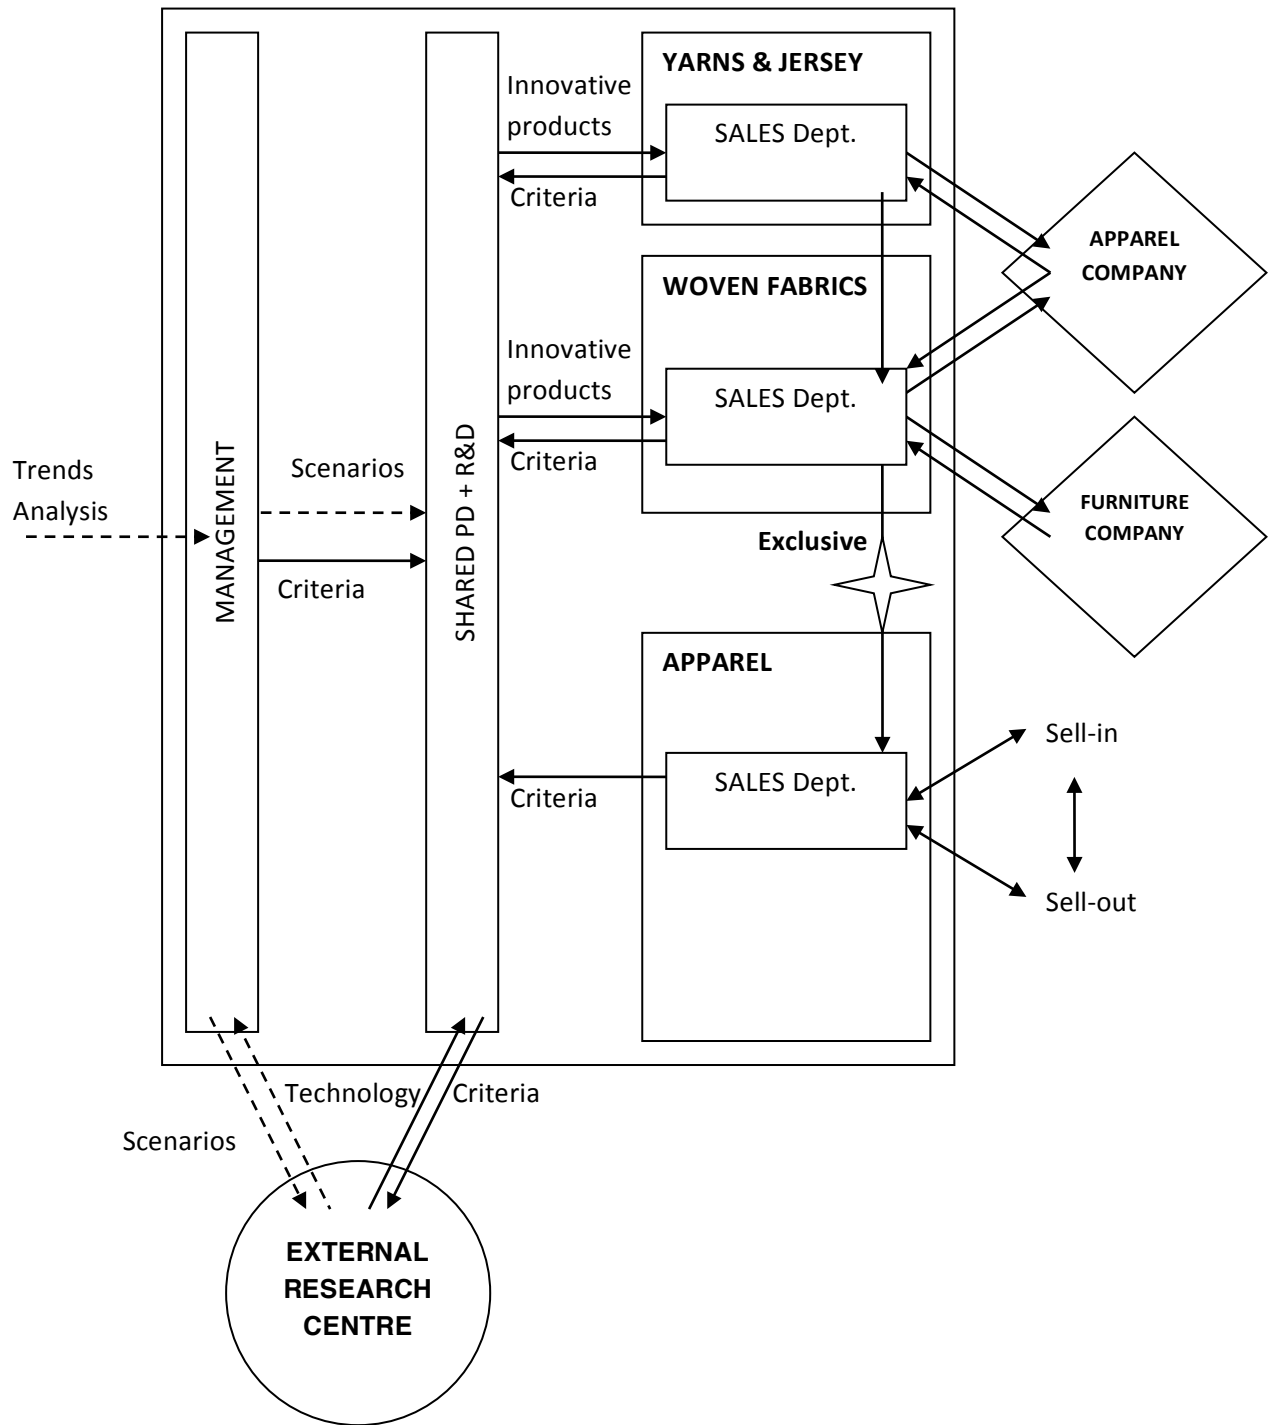 YARNS & JERSEY
Innovative
products
SALES Dept.
Criteria
APPAREL
COMPANY
WOVEN FABRICS
Innovative
products
SALES Dept.
Criteria
Trends
Analysis
MANAGEMENT
Scenarios
Criteria
SHARED PD + R&D
FURNITURE
COMPANY
Exclusive
APPAREL
SALES Dept.
Criteria
Sell-in
Sell-out
Technology
Criteria
Scenarios
EXTERNAL
RESEARCH
CENTRE